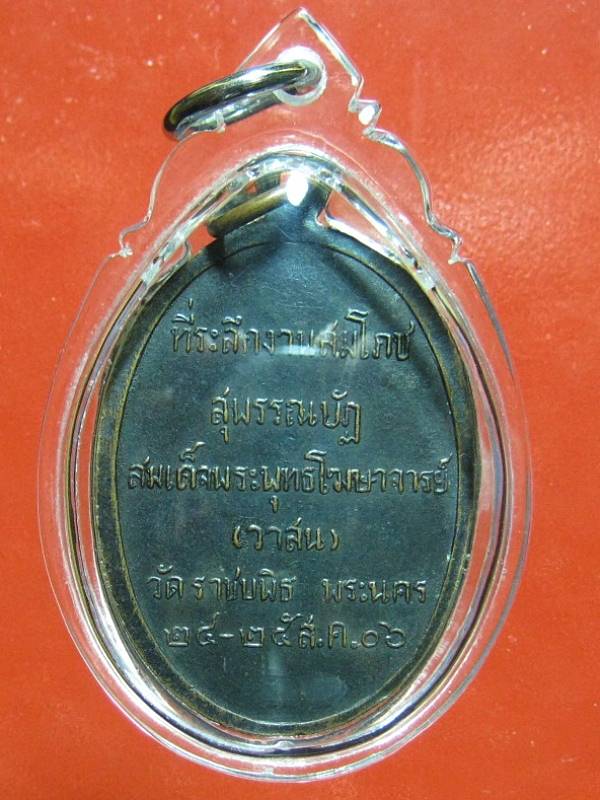 ที่ระลึกงานสมโภช
สุพรรณบัฏ
สมเด็จพระพุทธโฆษาจารย์
(วาสน)
วัดราชบพิธ พระนคร
๒๔-๒๕ ส.ค.๐๖